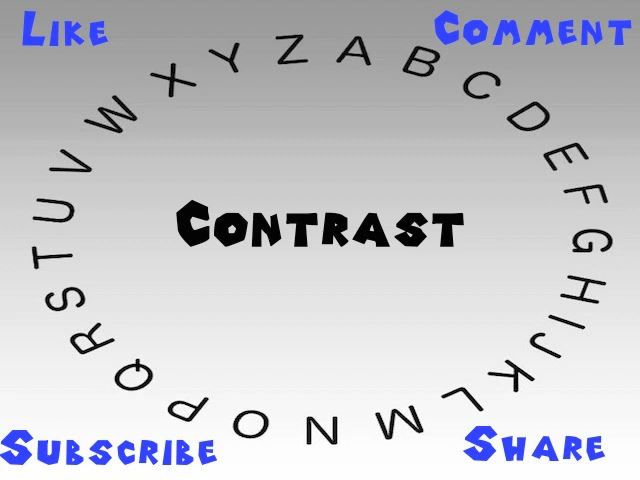 Like
Comment
A B C D E F G H I J K L M N O P Q R S T U V W X Y Z
Contrast
Subscribe
Share